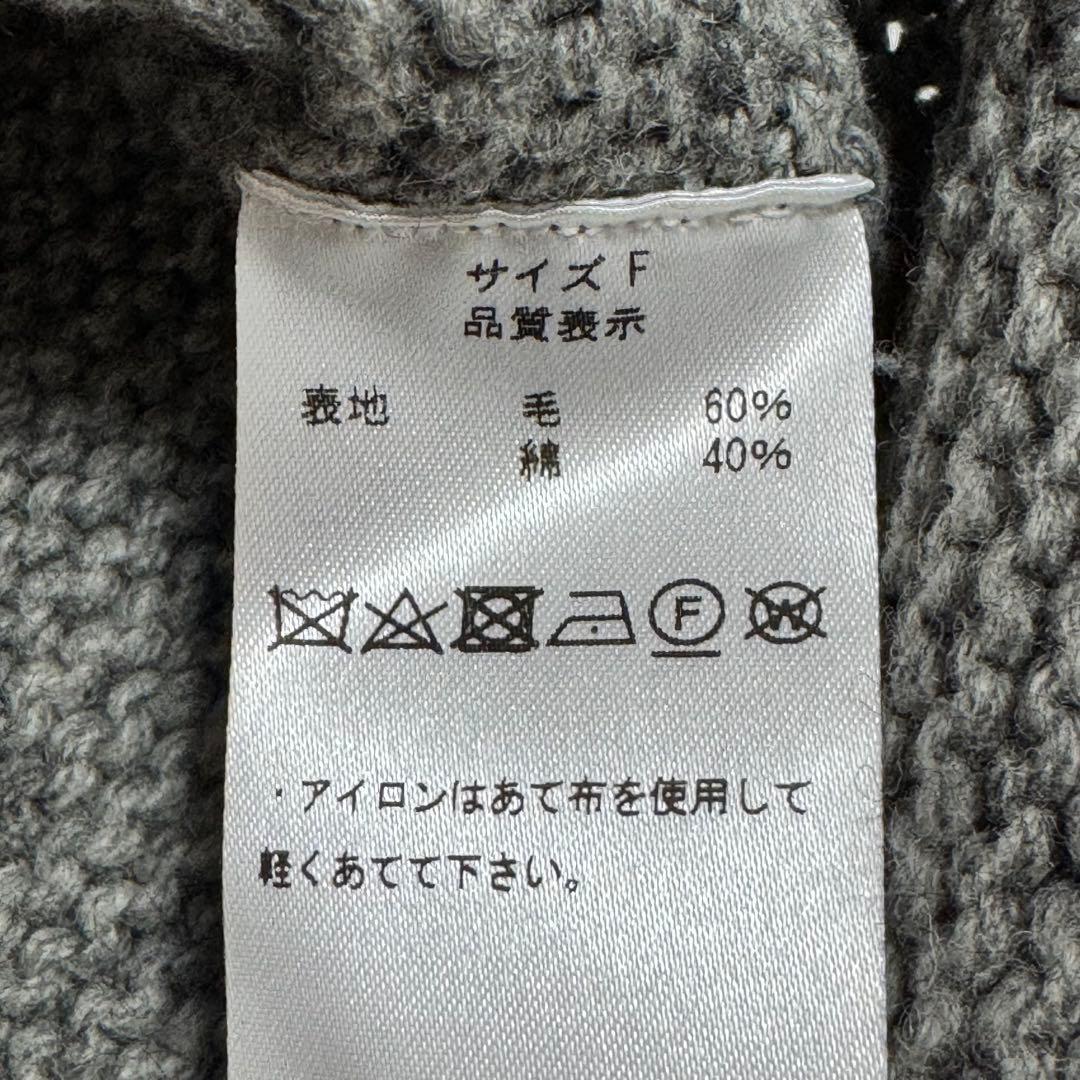 サイズ F
品質表示
表地 毛 60%
綿 40%
F W
・アイロンはあて布を使用して
軽くあてて下さい。